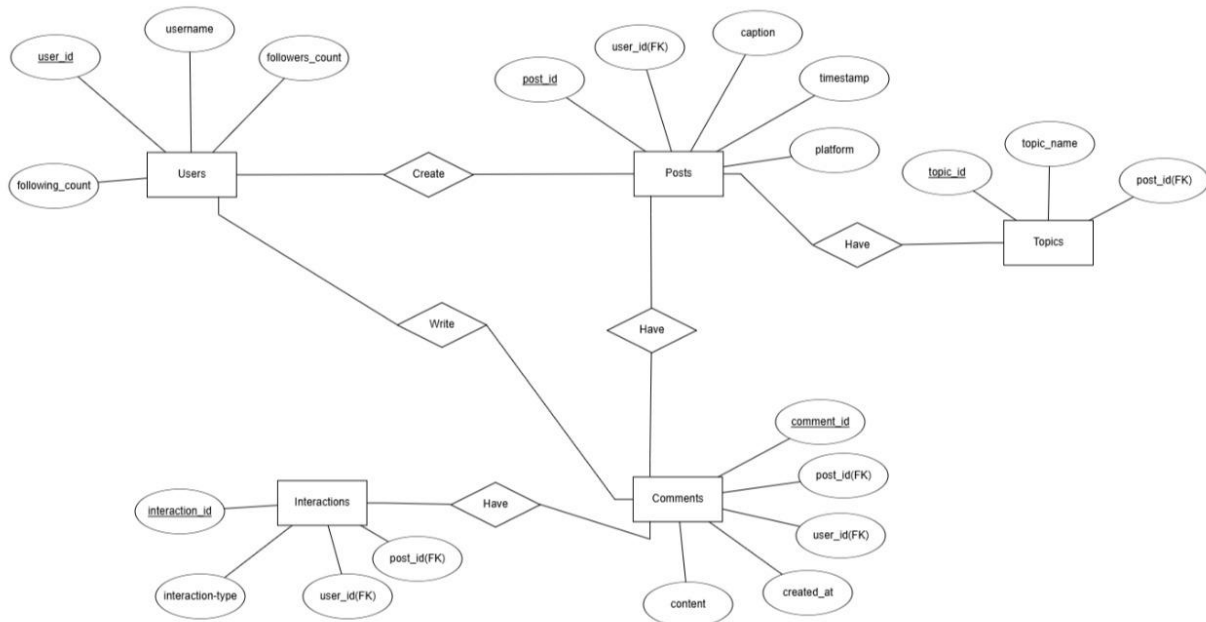 username
user_id
followers_count
following_count
Users
Create
post_id
user_id(FK)
caption
timestamp
platform
Posts
topic_id
topic_name
post_id(FK)
Topics
Have
Write
Have
comment_id
post_id(FK)
user_id(FK)
created_at
content
Comments
Have
Interactions
interaction_id
interaction-type
user_id(FK)
post_id(FK)